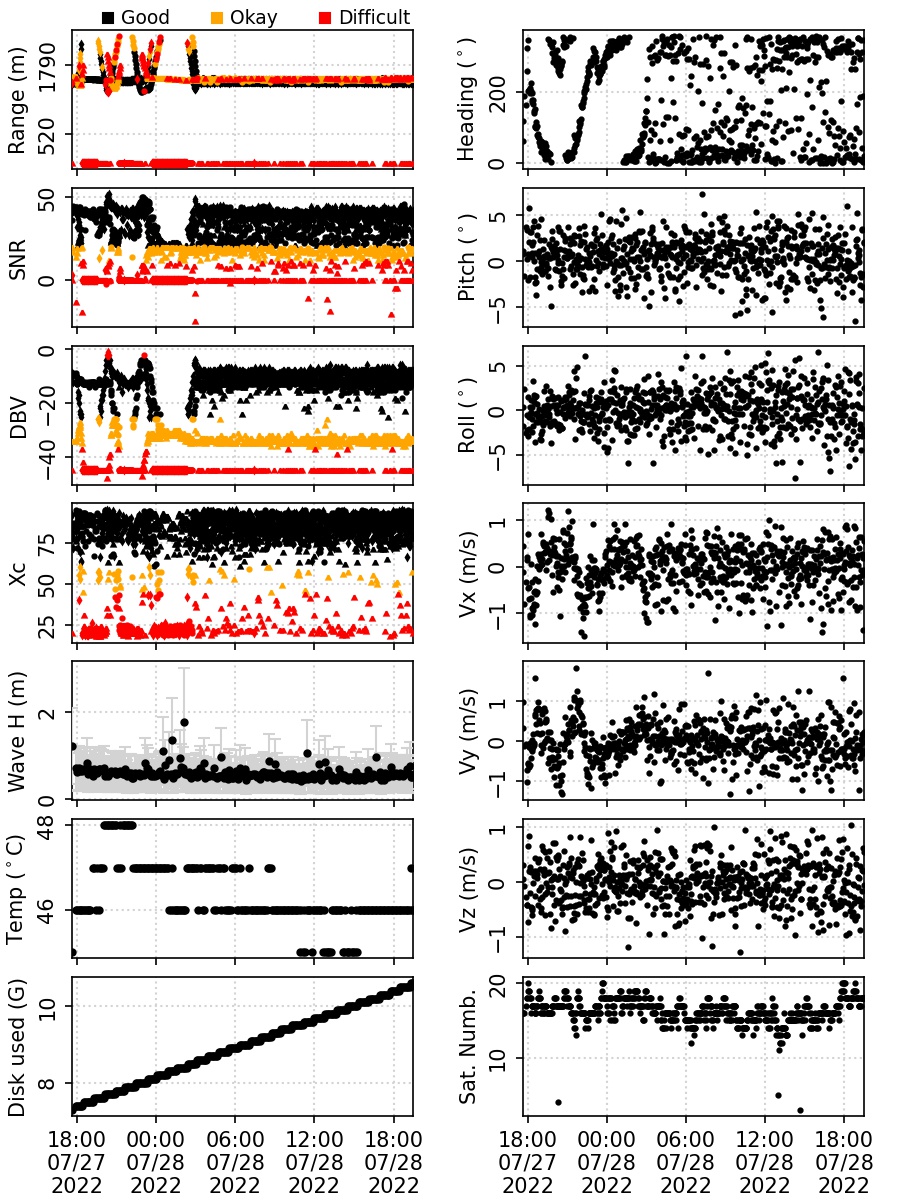 Good Okay Difficult
Range (m)
1790
520
Heading (°)
200
0
SNR
50
0
Pitch (°)
5
0
−5
DBV
0
−20
−40
Roll (°)
5
0
−5
Xc
75
50
25
Vx (m/s)
1
0
−1
Wave H (m)
2
0
Vy (m/s)
1
0
−1
Temp (°C)
48
46
Vz (m/s)
1
0
−1
Disk used (G)
10
8
Sat. Numb.
20
10
18:00 00:00 06:00 12:00 18:00
07/27 07/28 07/28 07/28 07/28
2022 2022 2022 2022 2022
18:00 00:00 06:00 12:00 18:00
07/27 07/28 07/28 07/28 07/28
2022 2022 2022 2022 2022